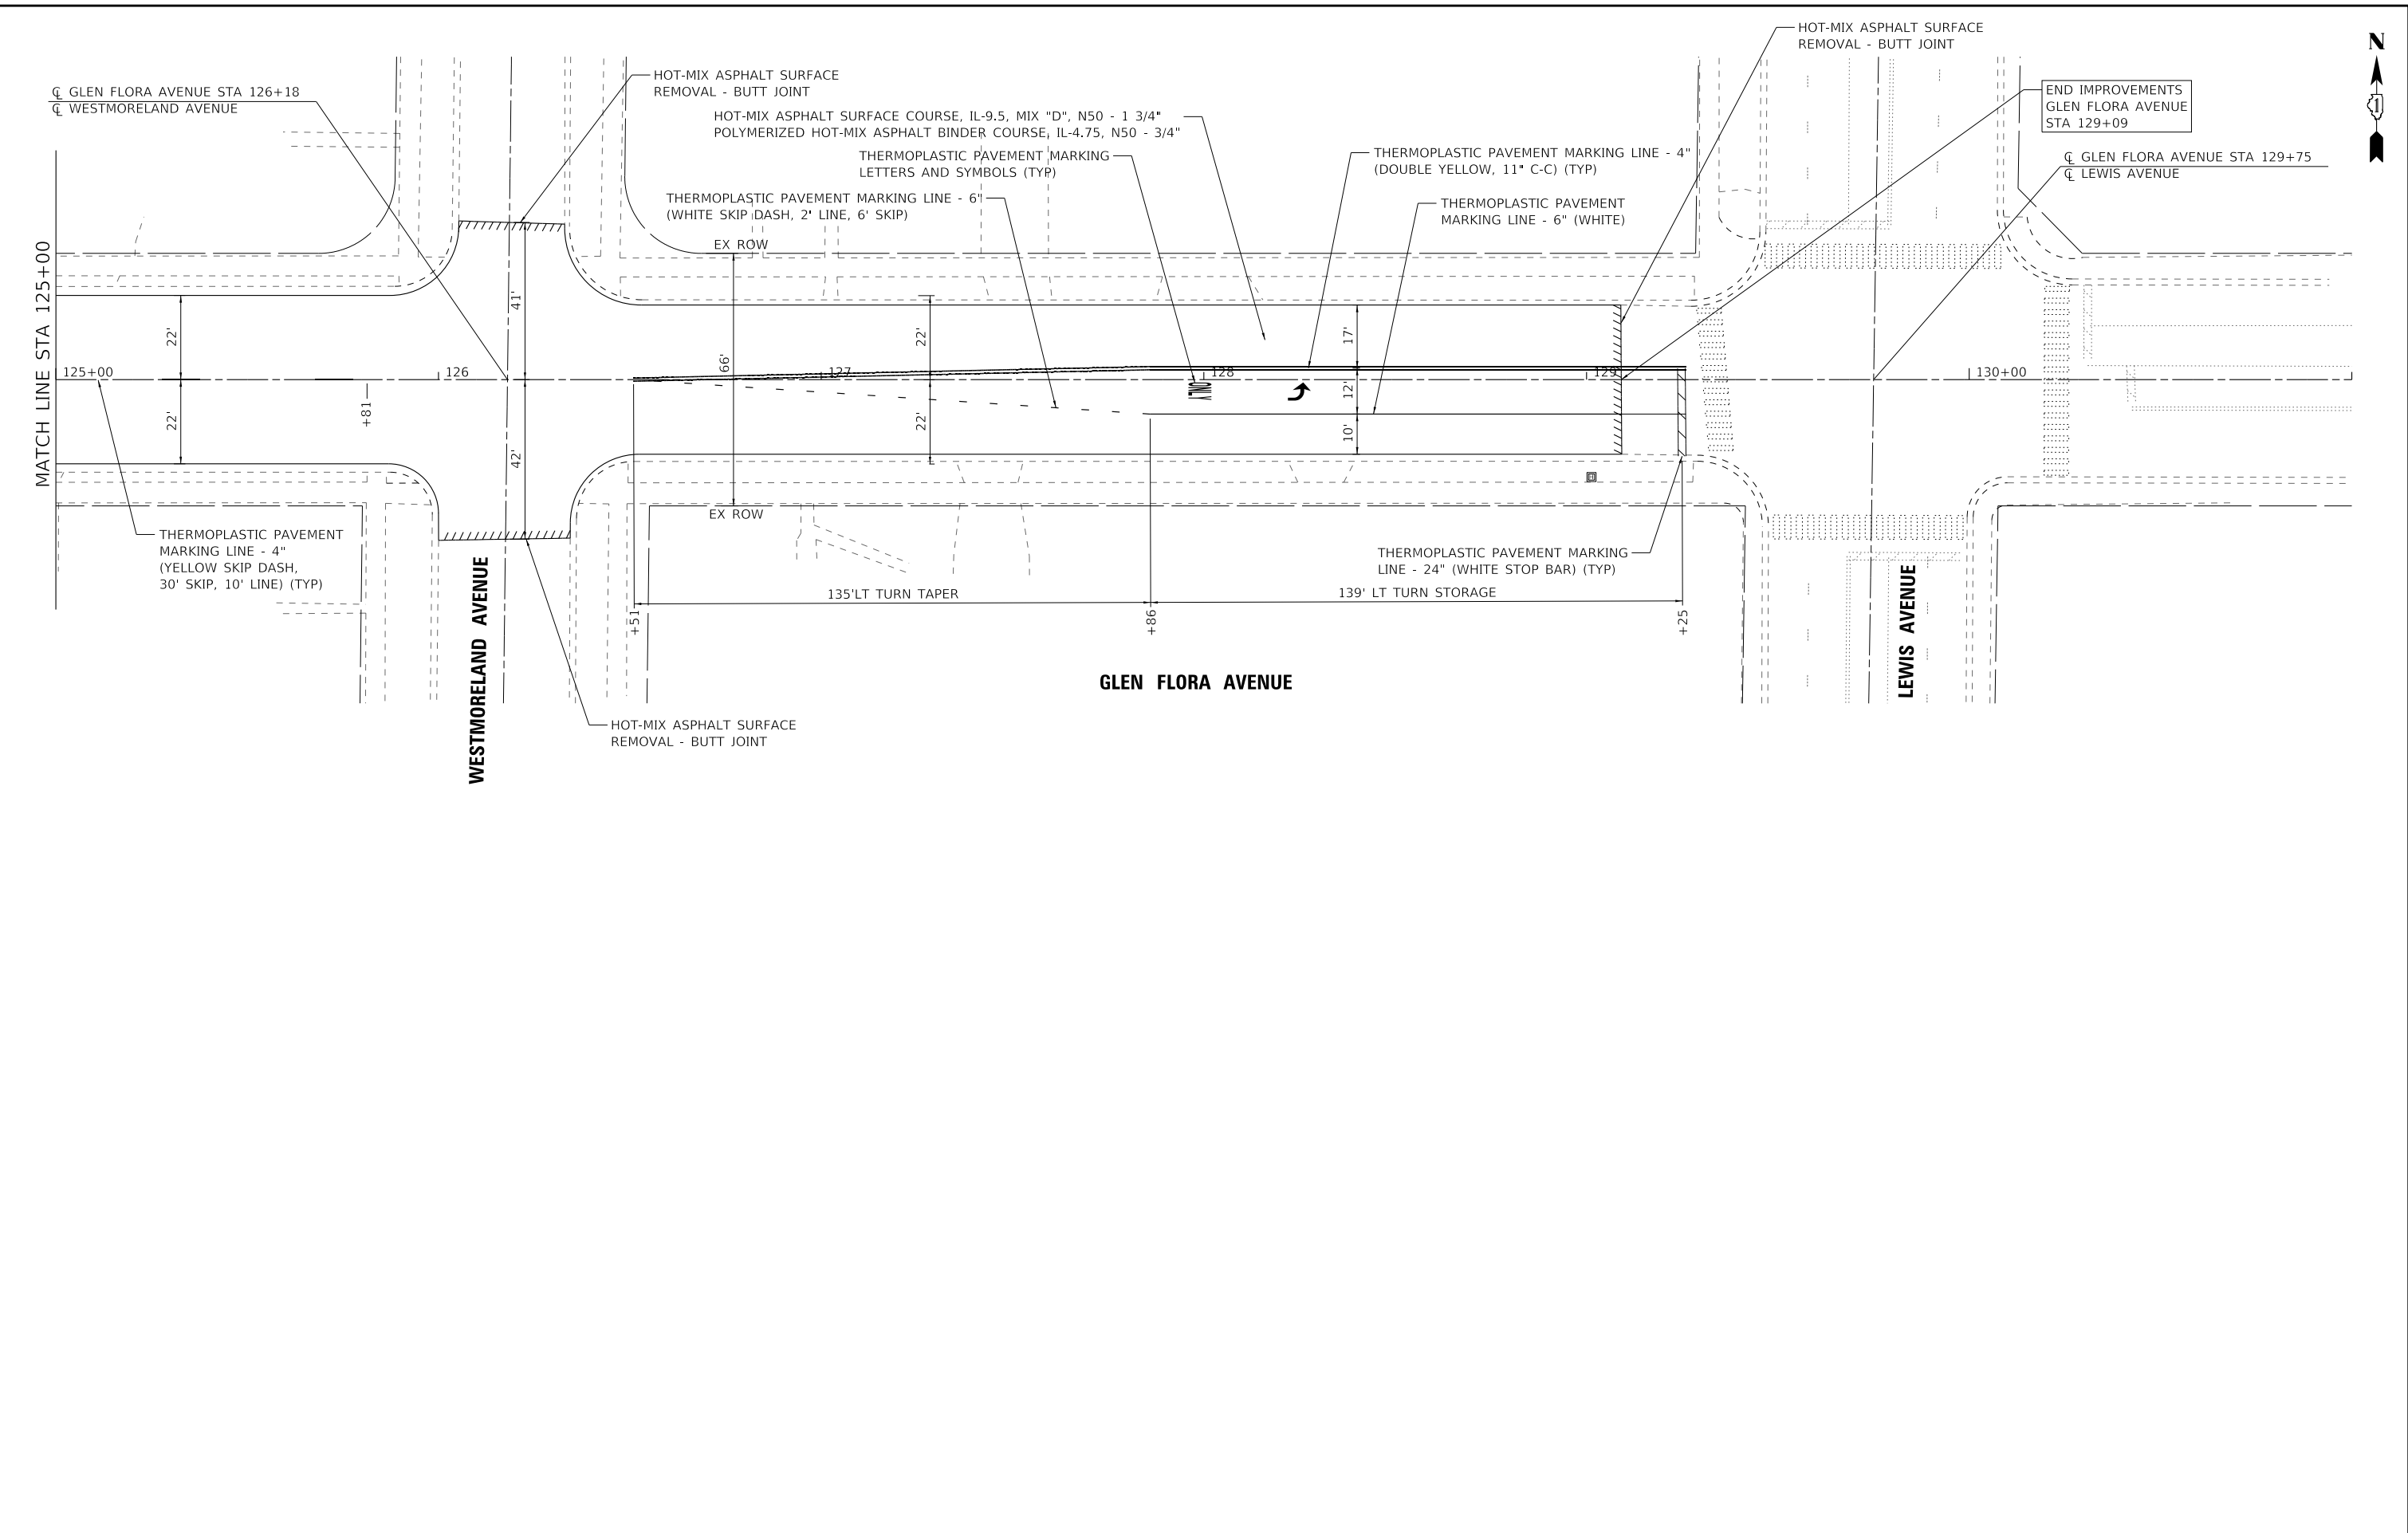 HOT-MIX ASPHALT SURFACE
REMOVAL - BUTT JOINT
N
1
℄ GLEN FLORA AVENUE STA 126+18
℄ WESTMORELAND AVENUE
HOT-MIX ASPHALT SURFACE
REMOVAL - BUTT JOINT
HOT-MIX ASPHALT SURFACE COURSE, IL-9.5, MIX "D", N50 - 1 3/4"
POLYMERIZED HOT-MIX ASPHALT BINDER COURSE, IL-4.75, N50 - 3/4"
END IMPROVEMENTS
GLEN FLORA AVENUE
STA 129+09
THERMOPLASTIC PAVEMENT MARKING
LETTERS AND SYMBOLS (TYP)
THERMOPLASTIC PAVEMENT MARKING LINE - 4"
(DOUBLE YELLOW, 11" C-C) (TYP)
℄ GLEN FLORA AVENUE STA 129+75
℄ LEWIS AVENUE
THERMOPLASTIC PAVEMENT MARKING LINE - 6"
(WHITE SKIP DASH, 2' LINE, 6' SKIP)
THERMOPLASTIC PAVEMENT
MARKING LINE - 6" (WHITE)
EX ROW
MATCH LINE STA 125+00
41'
22'
66'
22'
17'
125+00
126
127
128
129
130+00
+81
22'
42'
22'
12'
10'
EX ROW
THERMOPLASTIC PAVEMENT
MARKING LINE - 4"
(YELLOW SKIP DASH,
30' SKIP, 10' LINE) (TYP)
THERMOPLASTIC PAVEMENT MARKING
LINE - 24" (WHITE STOP BAR) (TYP)
135'LT TURN TAPER
139' LT TURN STORAGE
+51
+86
+25
WESTMORELAND AVENUE
LEWIS AVENUE
GLEN FLORA AVENUE
HOT-MIX ASPHALT SURFACE
REMOVAL - BUTT JOINT